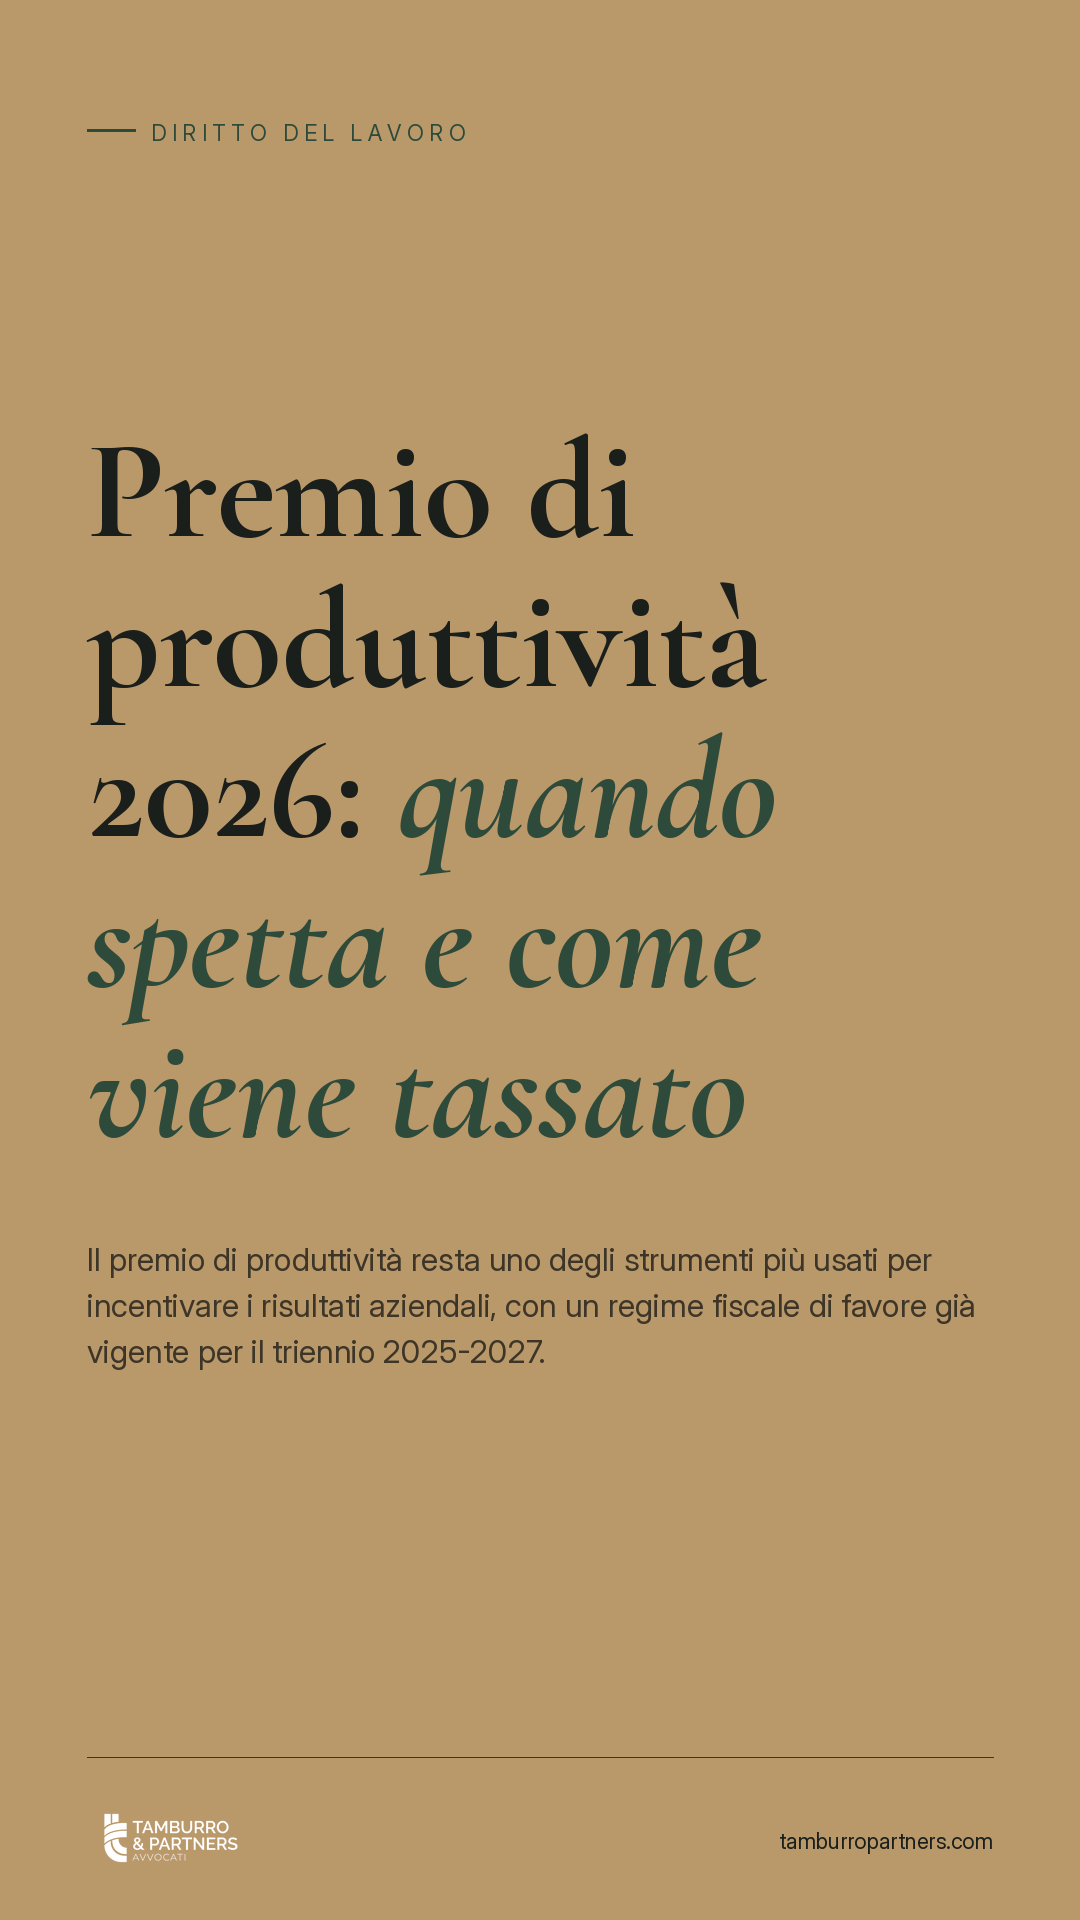 DIRITTO DEL LAVORO
Premio di
produttività
2026: quando
spetta e come
viene tassato
Il premio di produttività resta uno degli strumenti più usati per
incentivare i risultati aziendali, con un regime fiscale di favore già
vigente per il triennio 2025-2027.
TAMBURRO
& PARTNERS
AVVOCATI
tamburropartners.com